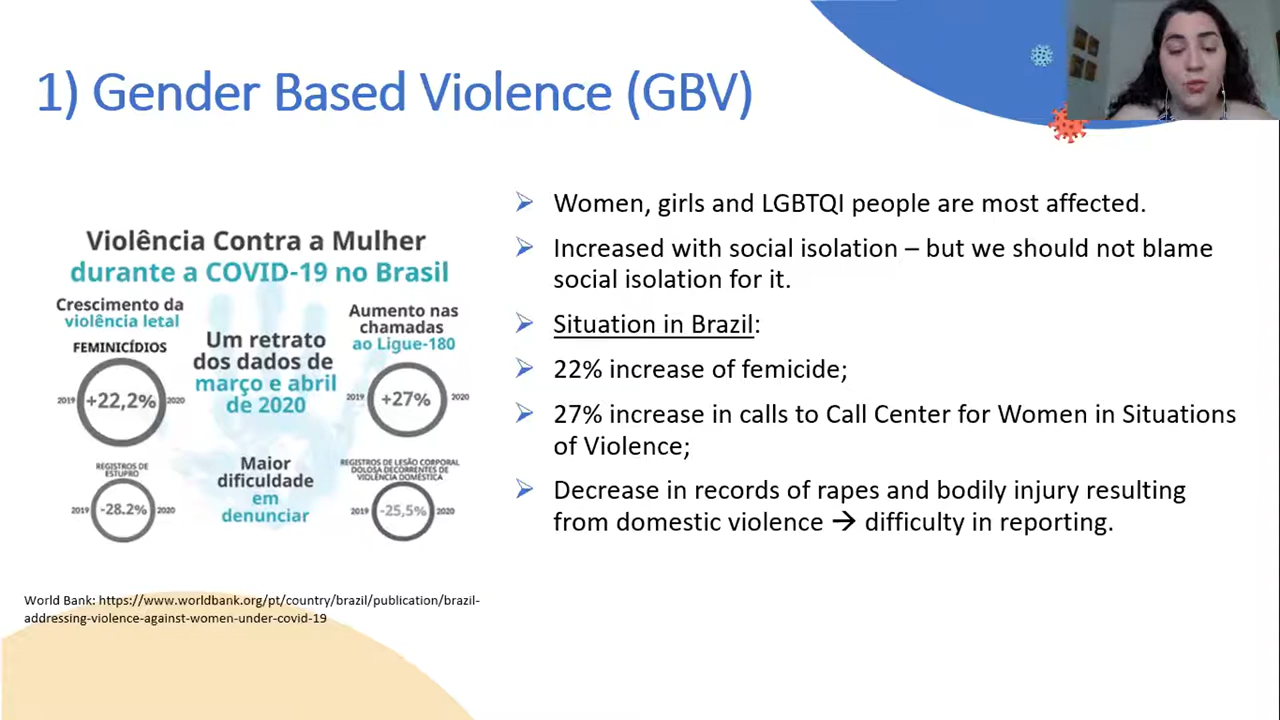 1) Gender Based Violence (GBV)
Violência Contra a Mulher
durante a COVID-19 no Brasil
Crescimento da
violência letal
FEMINICÍDIOS
2019
+22,2%
2020
Um retrato
dos dados de
março e abril
de 2020
Aumento nas
chamadas
ao Ligue-180
2019
+27%
2020
REGISTROS DE
ESTUPRO
2019
-28.2%
2020
Maior
dificuldade
em
denunciar
REGISTROS DE LESÃO CORPORAL
DOLOSA DECORRENTES DE
VIOLÊNCIA DOMÉSTICA
2019
-25,5%
2020
World Bank: https://www.worldbank.org/pt/country/brazil/publication/brazil-
addressing-violence-against-women-under-covid-19
Women, girls and LGBTQI people are most affected.
Increased with social isolation – but we should not blame
social isolation for it.
Situation in Brazil:
22% increase of femicide;
27% increase in calls to Call Center for Women in Situations
of Violence;
Decrease in records of rapes and bodily injury resulting
from domestic violence → difficulty in reporting.